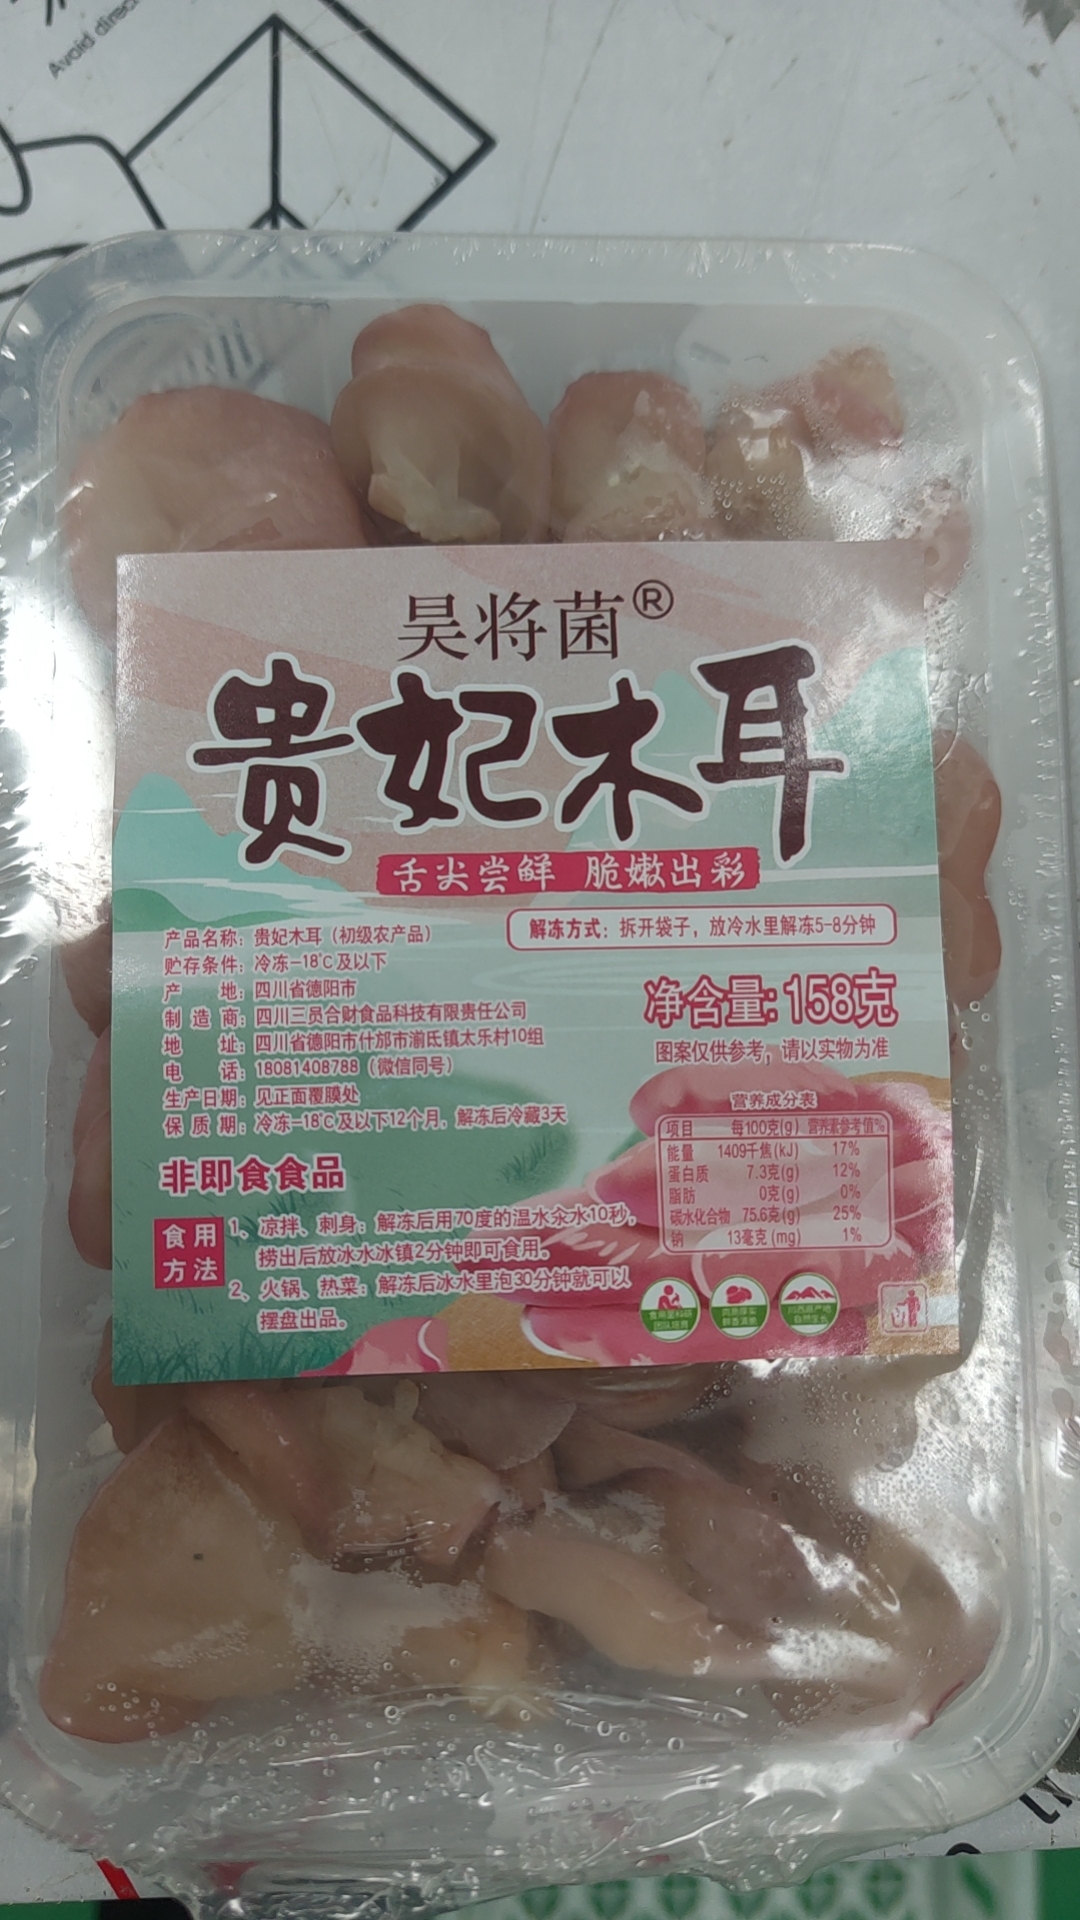 Avoid direc
昊将菌®
贵妃木耳
舌尖尝鲜 脆嫩出彩
解冻方式：拆开袋子，放冷水里解冻5-8分钟
产品名称：贵妃木耳（初级农产品）
贮存条件：冷冻-18℃及以下
产 地：四川省德阳市
制造商：四川三员合财食品科技有限责任公司
地 址：四川省德阳市什邡市湔氐镇太乐村10组
电 话：18081408788（微信同号）
生产日期：见正面覆膜处
保质期：冷冻-18℃及以下12个月，解冻后冷藏3天
净含量:158克
图案仅供参考，请以实物为准
营养成分表
项目 每100克(g) 营养素参考值%
能量 1409千焦(kJ) 17%
蛋白质 7.3克(g) 12%
脂肪 0克(g) 0%
碳水化合物 75.6克(g) 25%
钠 13毫克(mg) 1%
非即食食品
食用方法
1、凉拌、刺身：解冻后用70度的温水汆水10秒，
捞出后放冰水冰镇2分钟即可食用。
2、火锅、热菜：解冻后冰水里泡30分钟就可以
摆盘出品。